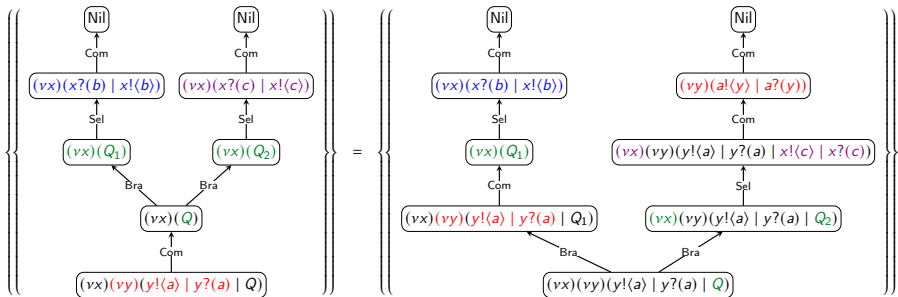 Nil Nil Nil Nil
Com Com Com Com
(νx)(x?(b) | x!⟨b⟩) (νx)(x?(c) | x!⟨c⟩) (νx)(x?(b) | x!⟨b⟩) (νy)(a!⟨y⟩ | a?(y))
Sel Sel Sel Com
(νx)(Q₁) (νx)(Q₂) = (νx)(Q₁) (νx)(νy)(y!⟨a⟩ | y?(a) | x!⟨c⟩ | x?(c))
Bra Bra Com Sel
(νx)(Q) (νx)(νy)(y!⟨a⟩ | y?(a) | Q₁) (νx)(νy)(y!⟨a⟩ | y?(a) | Q₂)
Com Bra Bra
(νx)(νy)(y!⟨a⟩ | y?(a) | Q) (νx)(νy)(y!⟨a⟩ | y?(a) | Q)